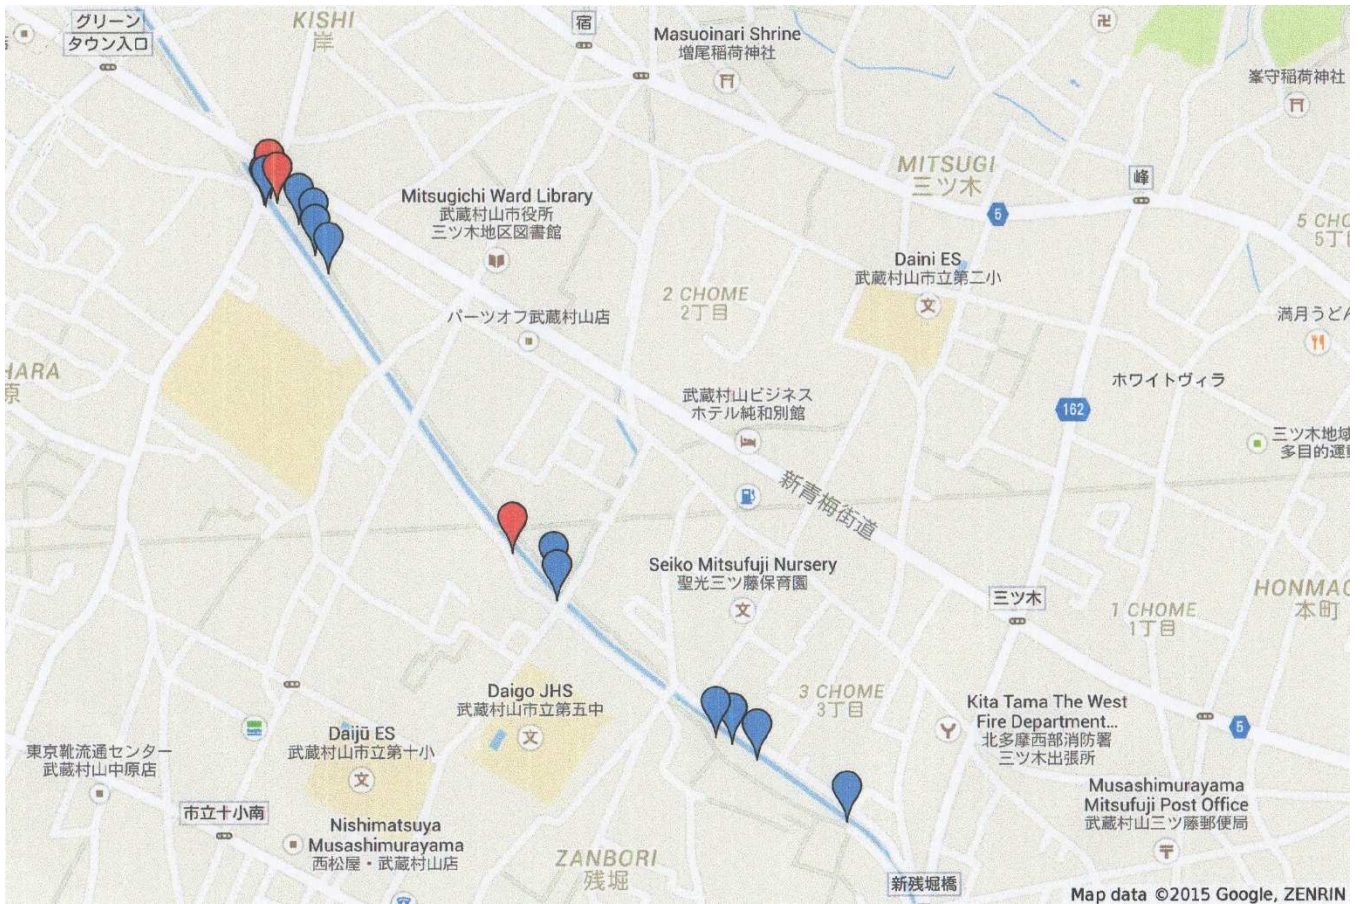 グリーン
タウン入口
KISHI
岸
宿
Masuoinari Shrine
増尾稲荷神社
峯守稲荷神社
MITSUGI
三ツ木
峰
5
5 CHO
5丁目
Mitsugichi Ward Library
武蔵村山市役所
三ツ木地区図書館
Daini ES
武蔵村山市立第二小
文
2 CHOME
2丁目
パーツオフ武蔵村山店
満月うどん
HARA
原
ホワイトヴィラ
武蔵村山ビジネス
ホテル純和別館
162
三ツ木地域
多目的運動
新青梅街道
Seiko Mitsufuji Nursery
聖光三ツ藤保育園
文
三ツ木
1 CHOME
1丁目
HONMAC
本町
Daigo JHS
武蔵村山市立第五中
文
3 CHOME
3丁目
Kita Tama The West
Fire Department...
北多摩西部消防署
三ツ木出張所
5
Daijū ES
武蔵村山市立第十小
文
東京靴流通センター
武蔵村山中原店
市立十小南
Musashimurayama
Mitsufuji Post Office
武蔵村山三ツ藤郵便局
Nishimatsuya
Musashimurayama
西松屋・武蔵村山店
ZANBORI
残堀
新残堀橋
Map data ©2015 Google, ZENRIN